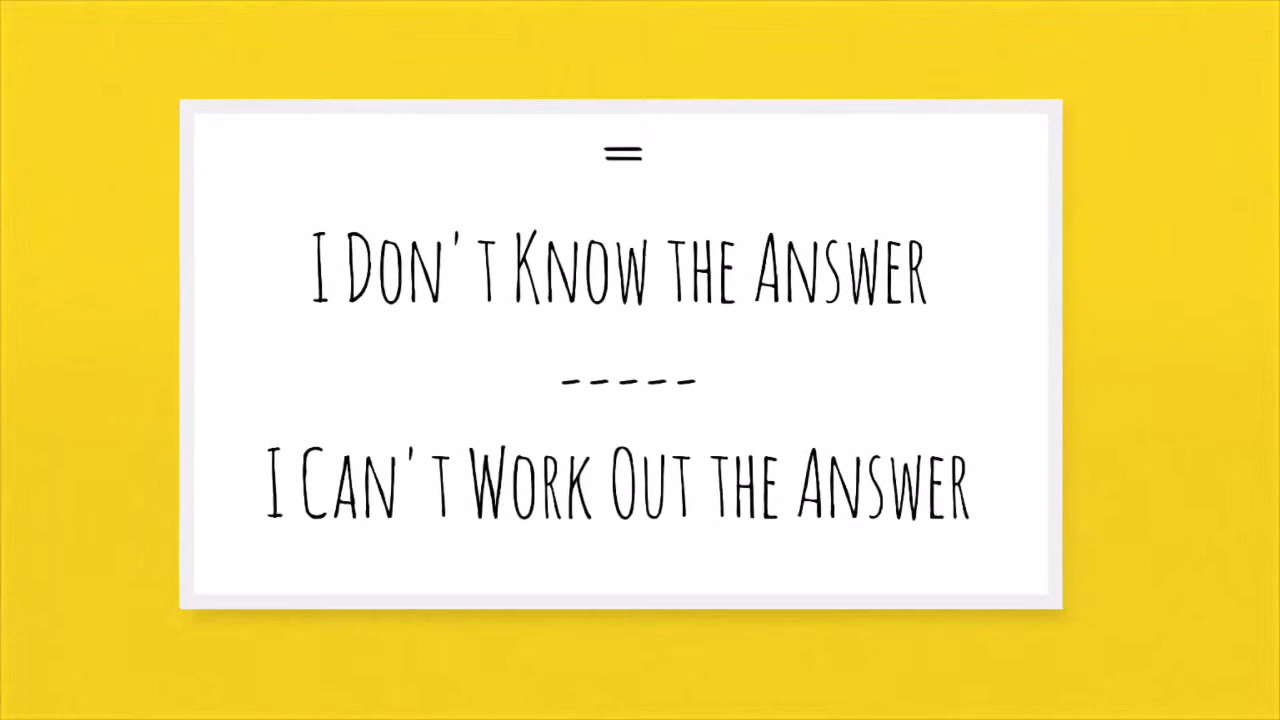 =
I Don't Know the Answer
-----
I Can't Work Out the Answer